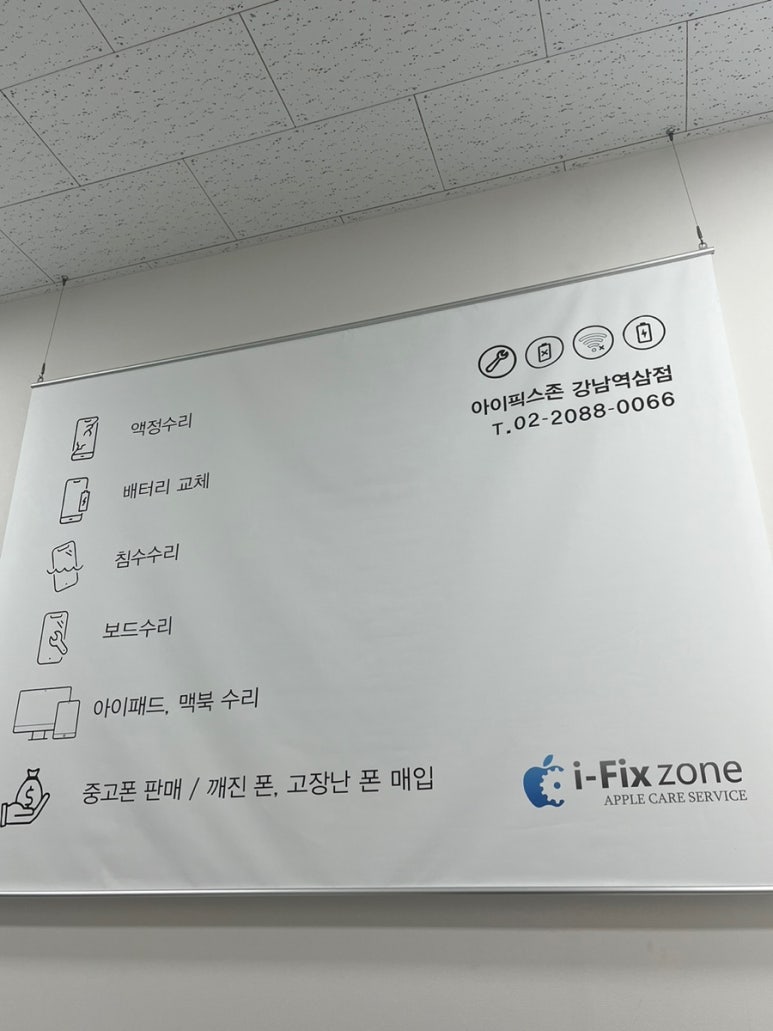 아이픽스존 강남역삼점
T.02-2088-0066
액정수리
배터리 교체
침수수리
보드수리
아이패드, 맥북 수리
중고폰 판매 / 깨진 폰, 고장난 폰 매입
i-Fix zone
APPLE CARE SERVICE